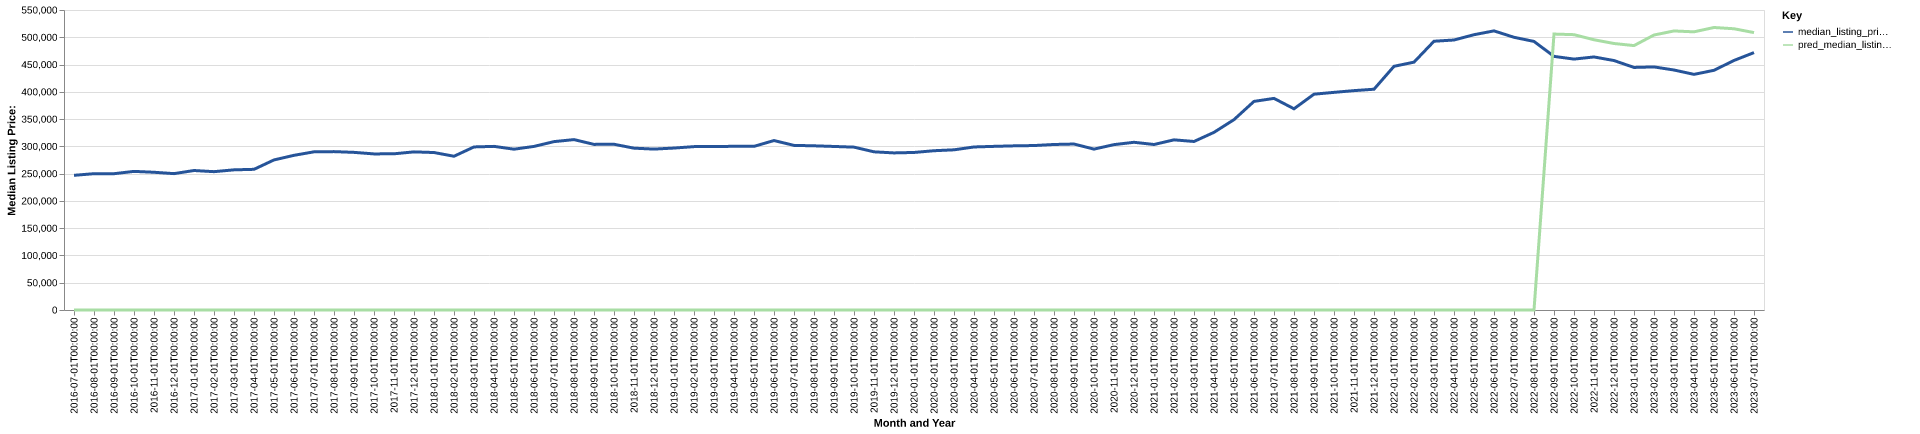 550,000
500,000
450,000
400,000
350,000
300,000
250,000
200,000
150,000
100,000
50,000
0
Median Listing Price:
2016-07-01T00:00:00
2016-08-01T00:00:00
2016-09-01T00:00:00
2016-10-01T00:00:00
2016-11-01T00:00:00
2016-12-01T00:00:00
2017-01-01T00:00:00
2017-02-01T00:00:00
2017-03-01T00:00:00
2017-04-01T00:00:00
2017-05-01T00:00:00
2017-06-01T00:00:00
2017-07-01T00:00:00
2017-08-01T00:00:00
2017-09-01T00:00:00
2017-10-01T00:00:00
2017-11-01T00:00:00
2017-12-01T00:00:00
2018-01-01T00:00:00
2018-02-01T00:00:00
2018-03-01T00:00:00
2018-04-01T00:00:00
2018-05-01T00:00:00
2018-06-01T00:00:00
2018-07-01T00:00:00
2018-08-01T00:00:00
2018-09-01T00:00:00
2018-10-01T00:00:00
2018-11-01T00:00:00
2018-12-01T00:00:00
2019-01-01T00:00:00
2019-02-01T00:00:00
2019-03-01T00:00:00
2019-04-01T00:00:00
2019-05-01T00:00:00
2019-06-01T00:00:00
2019-07-01T00:00:00
2019-08-01T00:00:00
2019-09-01T00:00:00
2019-10-01T00:00:00
2019-11-01T00:00:00
2019-12-01T00:00:00
2020-01-01T00:00:00
2020-02-01T00:00:00
2020-03-01T00:00:00
2020-04-01T00:00:00
2020-05-01T00:00:00
2020-06-01T00:00:00
2020-07-01T00:00:00
2020-08-01T00:00:00
2020-09-01T00:00:00
2020-10-01T00:00:00
2020-11-01T00:00:00
2020-12-01T00:00:00
2021-01-01T00:00:00
2021-02-01T00:00:00
2021-03-01T00:00:00
2021-04-01T00:00:00
2021-05-01T00:00:00
2021-06-01T00:00:00
2021-07-01T00:00:00
2021-08-01T00:00:00
2021-09-01T00:00:00
2021-10-01T00:00:00
2021-11-01T00:00:00
2021-12-01T00:00:00
2022-01-01T00:00:00
2022-02-01T00:00:00
2022-03-01T00:00:00
2022-04-01T00:00:00
2022-05-01T00:00:00
2022-06-01T00:00:00
2022-07-01T00:00:00
2022-08-01T00:00:00
2022-09-01T00:00:00
2022-10-01T00:00:00
2022-11-01T00:00:00
2022-12-01T00:00:00
2023-01-01T00:00:00
2023-02-01T00:00:00
2023-03-01T00:00:00
2023-04-01T00:00:00
2023-05-01T00:00:00
2023-06-01T00:00:00
2023-07-01T00:00:00
Month and Year
Key
median_listing_pri…
pred_median_listin…